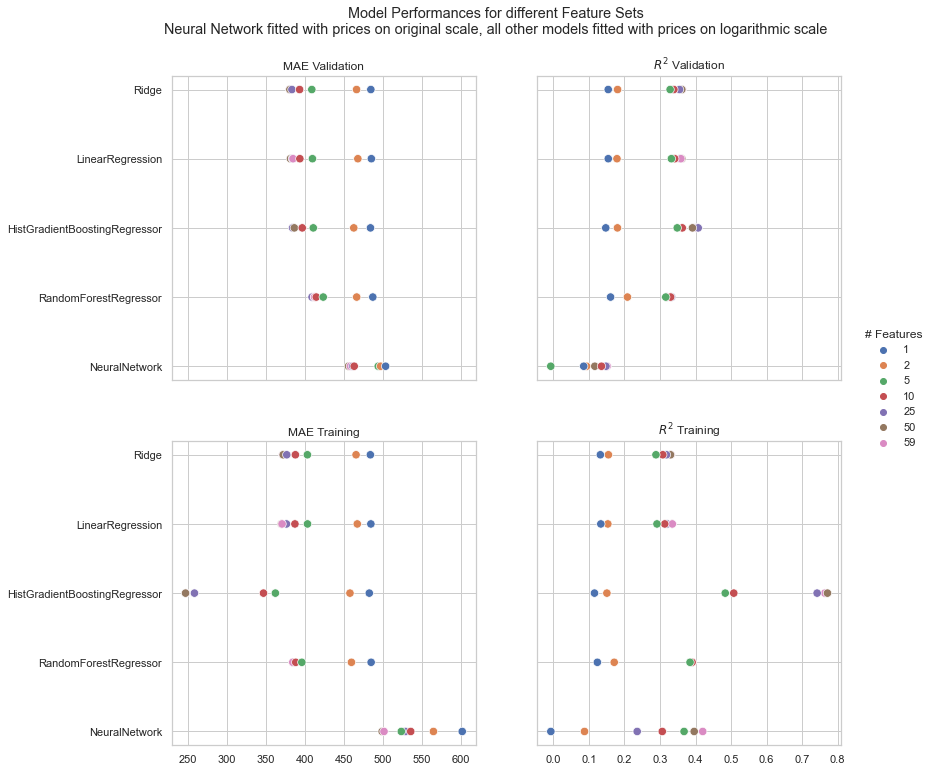 Model Performances for different Feature Sets
Neural Network fitted with prices on original scale, all other models fitted with prices on logarithmic scale
MAE Validation
R² Validation
Ridge
LinearRegression
HistGradientBoostingRegressor
RandomForestRegressor
NeuralNetwork
# Features
1
2
5
10
25
50
59
MAE Training
R² Training
Ridge
LinearRegression
HistGradientBoostingRegressor
RandomForestRegressor
NeuralNetwork
250 300 350 400 450 500 550 600
0.0 0.1 0.2 0.3 0.4 0.5 0.6 0.7 0.8